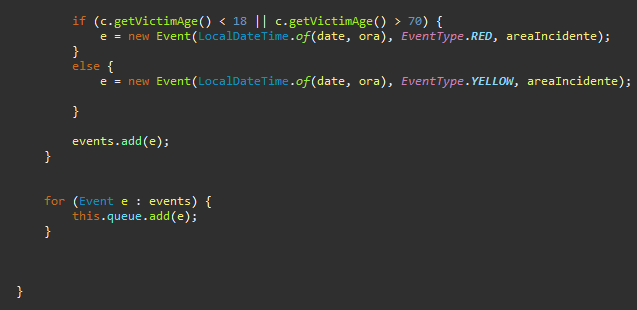 if (c.getVictimAge() < 18 || c.getVictimAge() > 70) {
e = new Event(LocalDateTime.of(date, ora), EventType.RED, areaIncidente);
}
else {
e = new Event(LocalDateTime.of(date, ora), EventType.YELLOW, areaIncidente);
}
events.add(e);
}
for (Event e : events) {
this.queue.add(e);
}
}